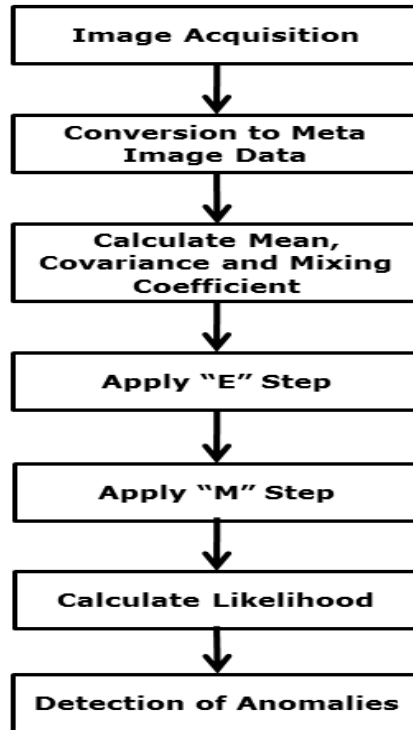 Image Acquisition
Conversion to Meta
Image Data
Calculate Mean,
Covariance and Mixing
Coefficient
Apply “E” Step
Apply “M” Step
Calculate Likelihood
Detection of Anomalies